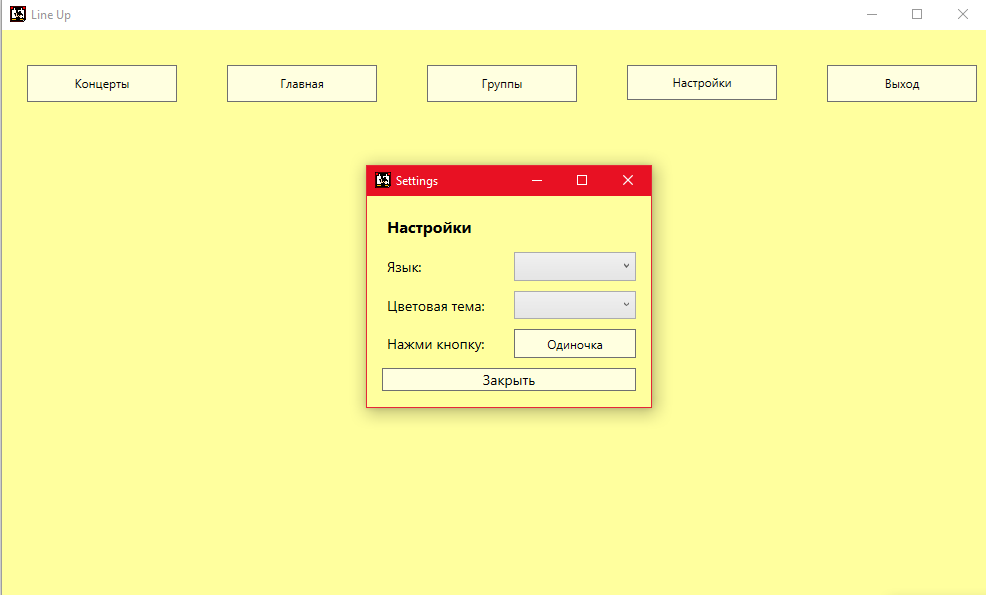 Line Up
Концерты
Главная
Группы
Настройки
Выход
Settings
Настройки
Язык:
Цветовая тема:
Нажми кнопку:
Одиночка
Закрыть